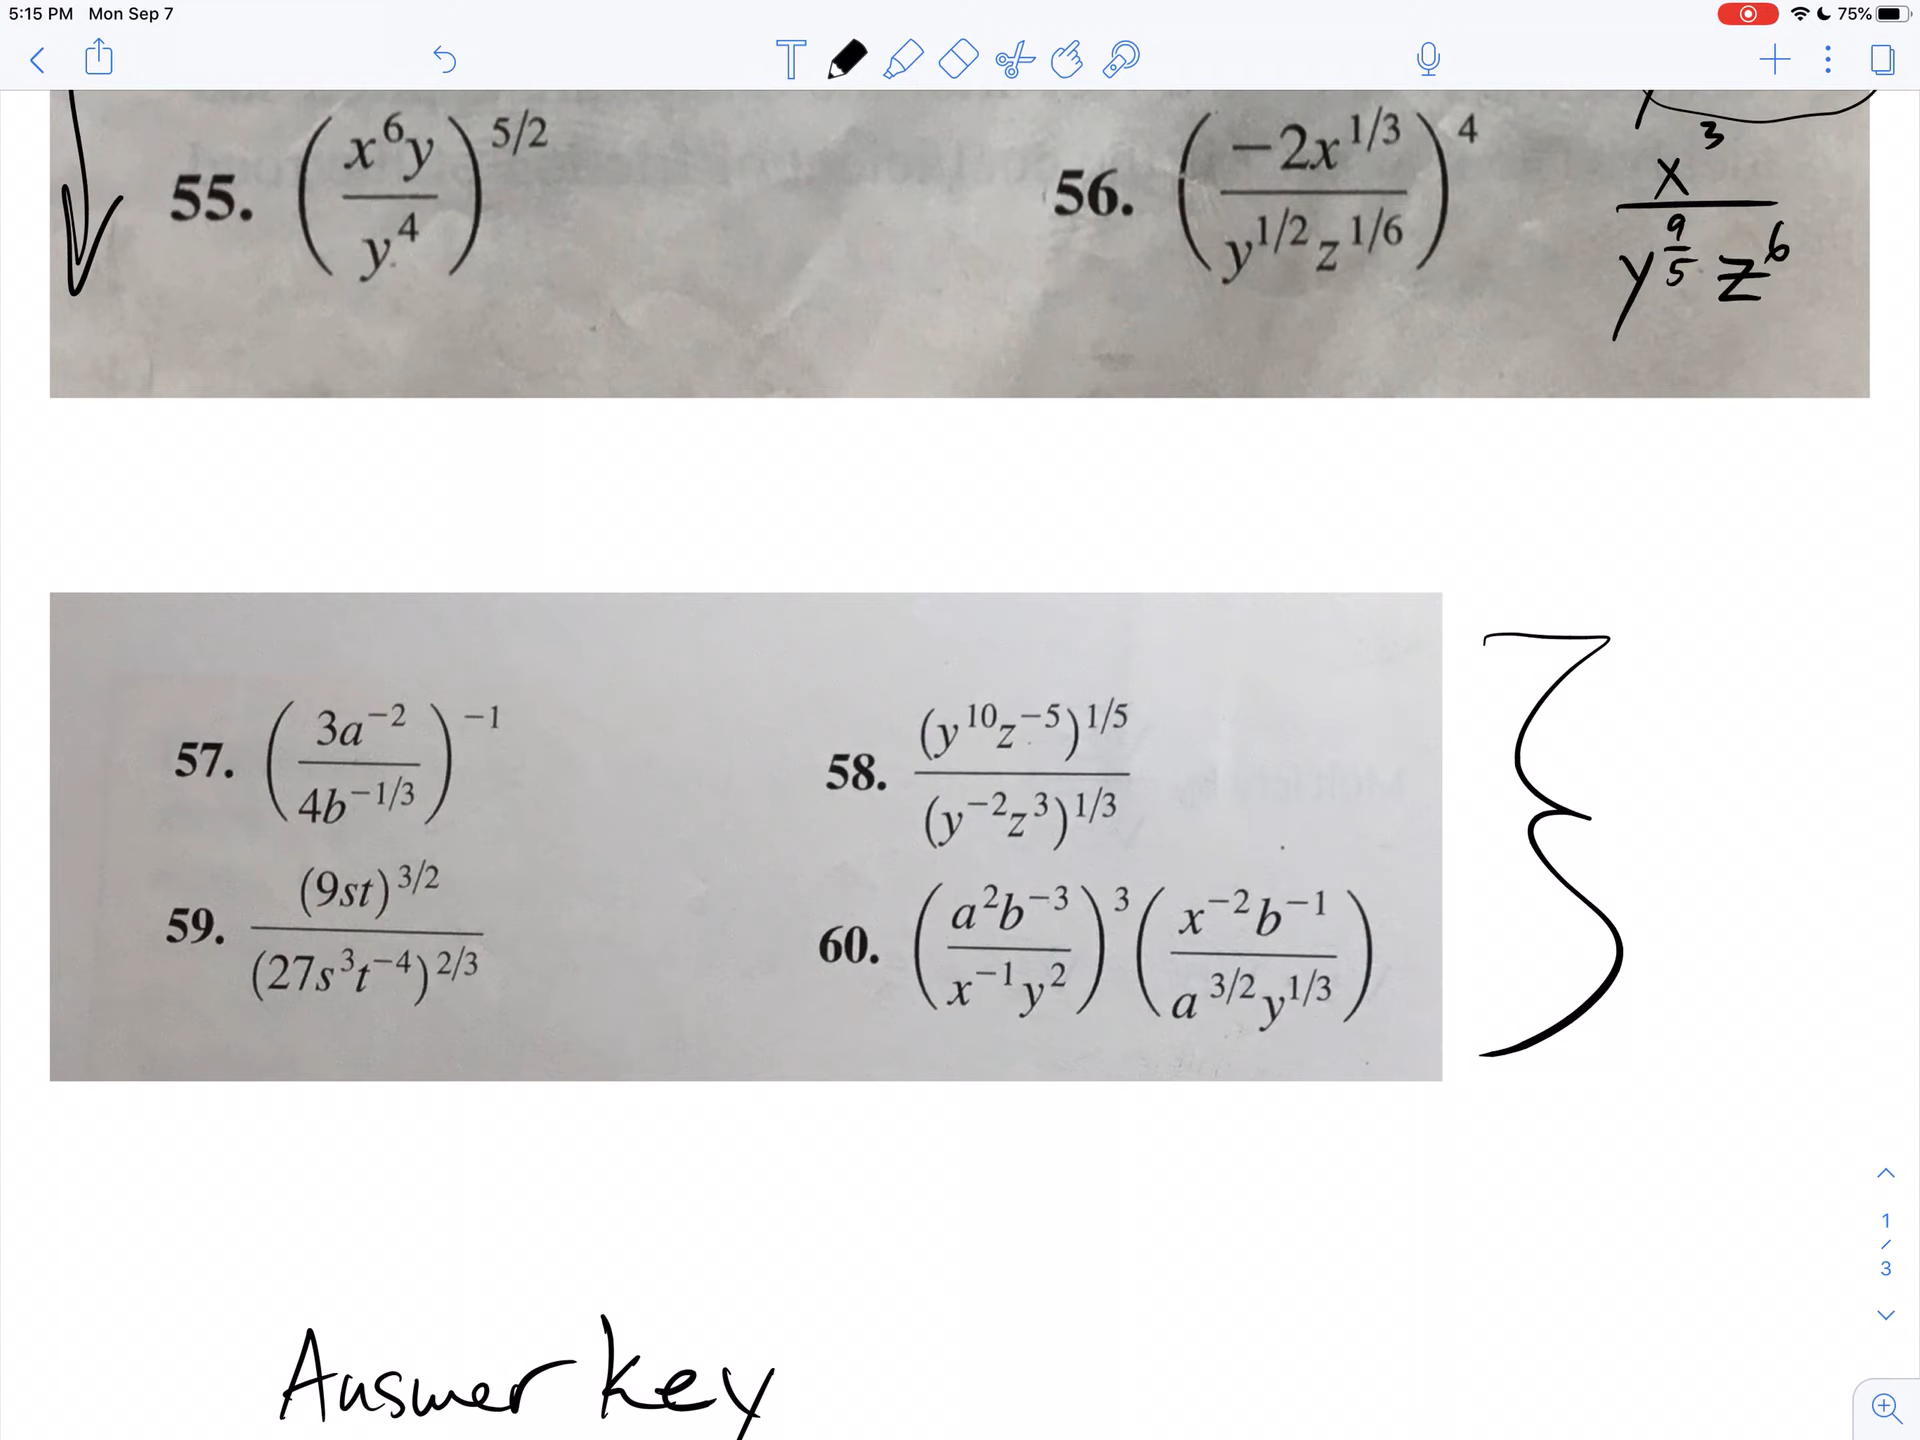 5:15 PM Mon Sep 7 75%
55. (x^6y / y^4)^5/2
56. (−2x^1/3 / y^1/2 z^1/6)^4
x^3
y^9/5 z^6
57. (3a^−2 / 4b^−1/3)^−1
58. (y^10z^−5)^1/5 / (y^−2z^3)^1/3
59. (9st)^3/2 / (27s^3t^−4)^2/3
60. (a^2b^−3 / x^−1y^2)^3 (x^−2b^−1 / a^3/2 y^1/3)
1
/
3
Answer key